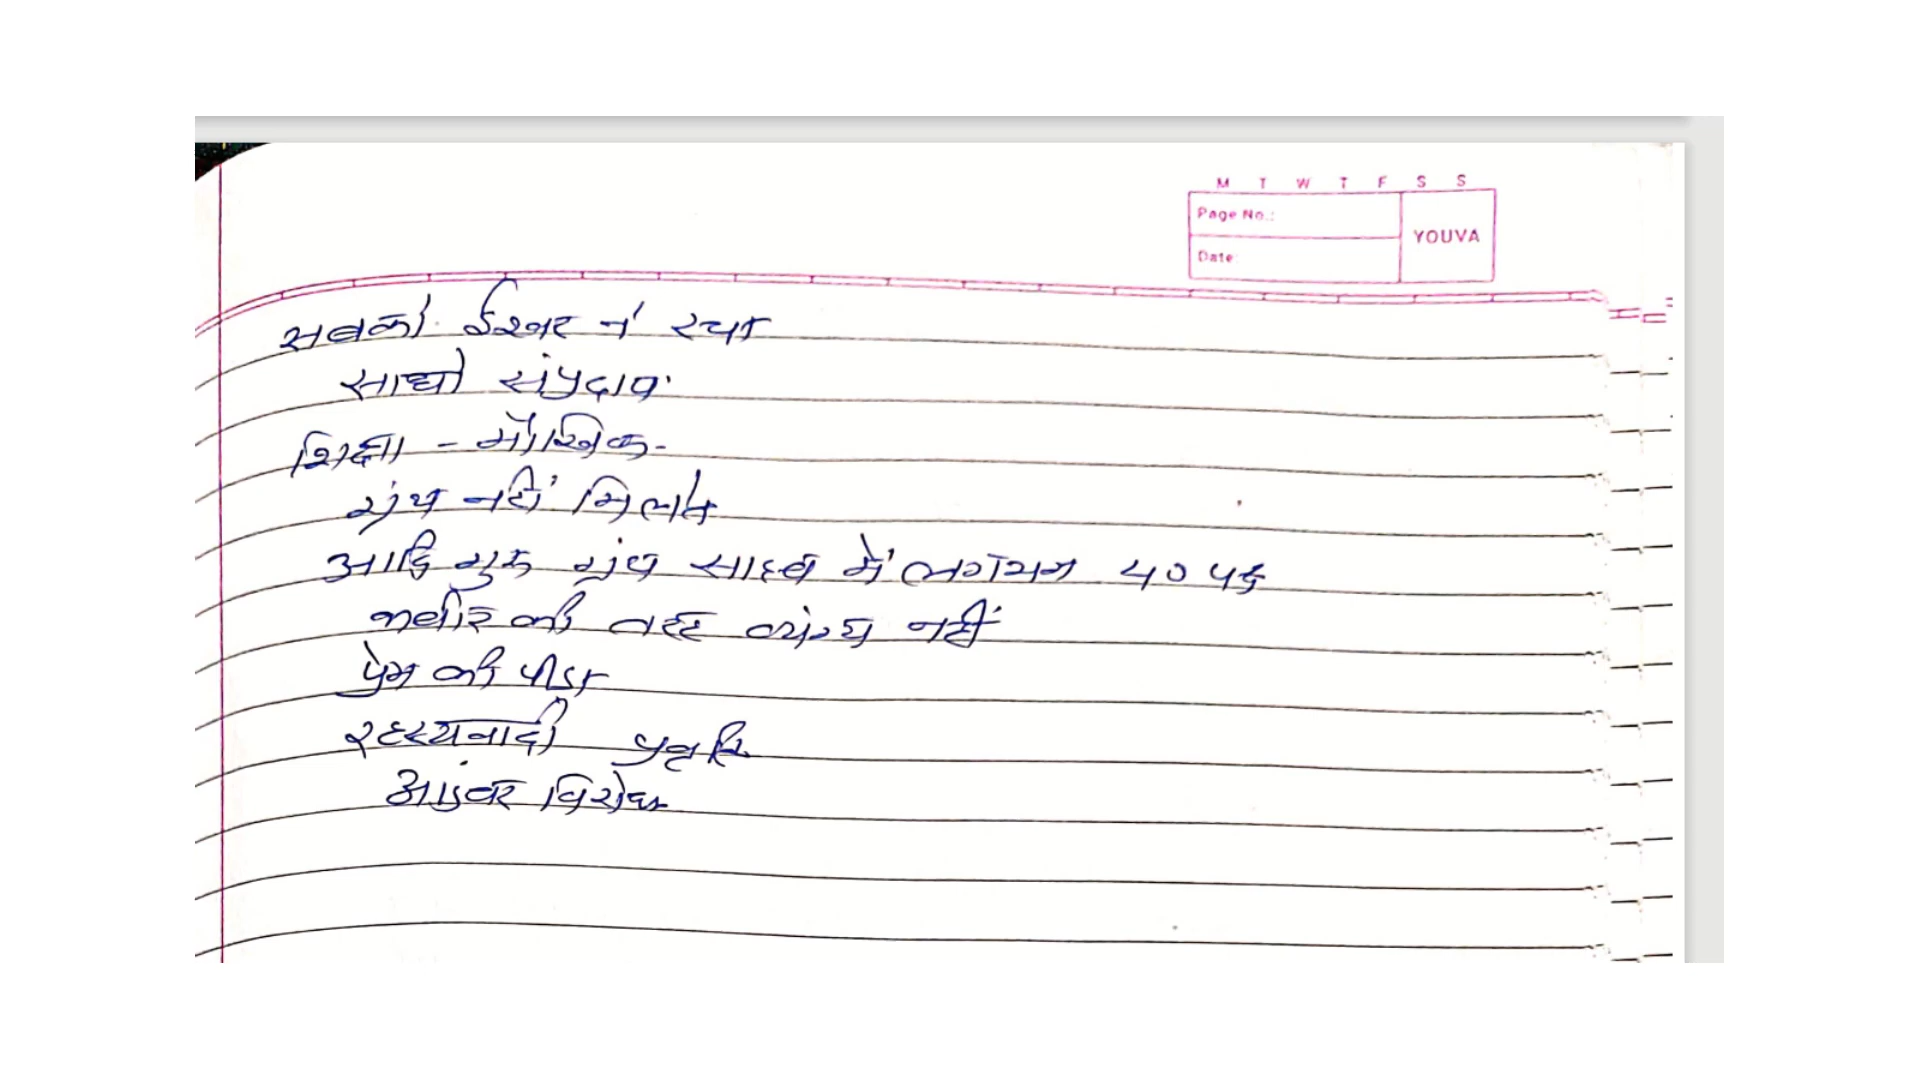 M T W T F S S
Page No.:
YOUVA
Date:
सबको ईश्वर ने रचा
साधो संप्रदाय
शिक्षा - मौखिक -
ग्रंथ नहीं मिलते
आदि गुरु ग्रंथ साहब में लगभग 40 पद
कबीर की तरह व्यंग्य नहीं
प्रेम की पीडा
रहस्यवादी प्रवृत्ति
आडंबर विरोध